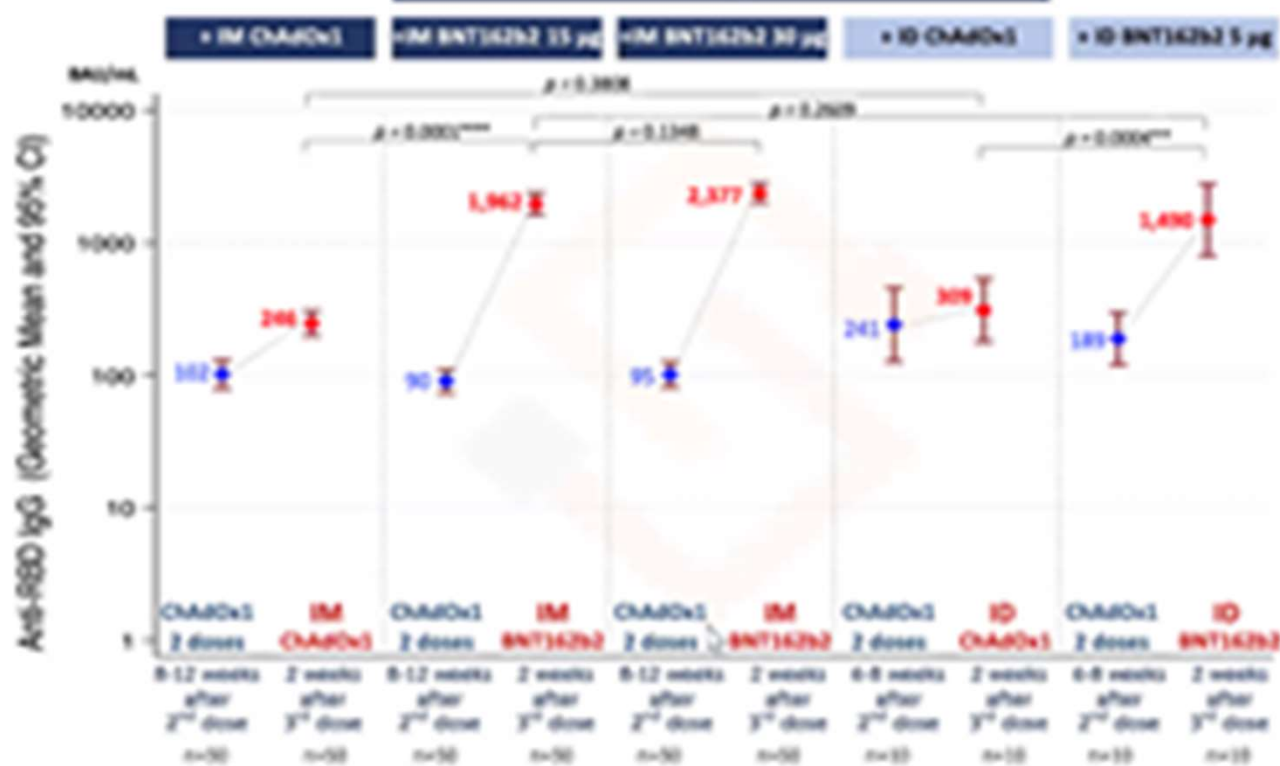 + IM ChAdOx1
+IM BNT162b2 15 µg
+IM BNT162b2 30 µg
+ ID ChAdOx1
+ ID BNT162b2 5 µg
BAU/mL
Anti-RBD IgG (Geometric Mean and 95% CI)
10000
1000
100
10
1
p = 0.3808
p = 0.2609
p < 0.0001****
p = 0.1348
p = 0.0004***
102
246
90
1,962
95
2,377
241
309
189
1,490
ChAdOx1 IM ChAdOx1 IM ChAdOx1 IM ChAdOx1 ID ChAdOx1 ID
2 doses ChAdOx1 2 doses BNT162b2 2 doses BNT162b2 2 doses ChAdOx1 2 doses BNT162b2
8-12 weeks 2 weeks 8-12 weeks 2 weeks 8-12 weeks 2 weeks 6-8 weeks 2 weeks 6-8 weeks 2 weeks
after after after after after after after after after after
2nd dose 3rd dose 2nd dose 3rd dose 2nd dose 3rd dose 2nd dose 3rd dose 2nd dose 3rd dose
n=50 n=50 n=50 n=50 n=50 n=50 n=10 n=10 n=10 n=10